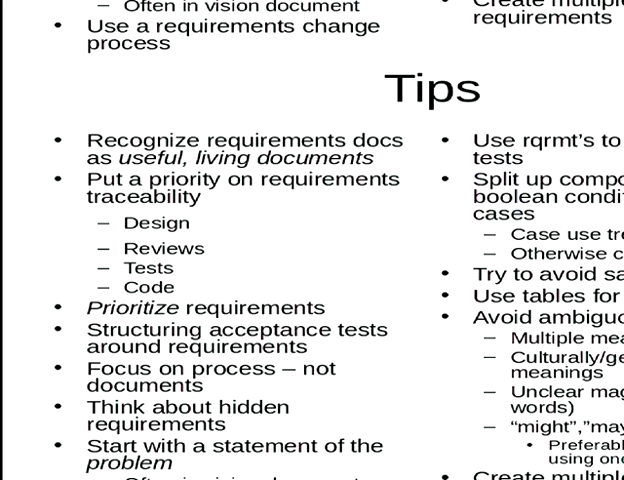 – Often in vision document
• Use a requirements change
process
requirements
Tips
• Recognize requirements docs
as useful, living documents
• Put a priority on requirements
traceability
– Design
– Reviews
– Tests
– Code
• Prioritize requirements
• Structuring acceptance tests
around requirements
• Focus on process – not
documents
• Think about hidden
requirements
• Start with a statement of the
problem
• Use rqrmt’s to
tests
• Split up compo
boolean condi
cases
– Case use tre
– Otherwise c
• Try to avoid sa
• Use tables for
• Avoid ambiguo
– Multiple mea
– Culturally/ge
meanings
– Unclear mag
words)
– “might”,”may
• Preferabl
using one
• Create multiple